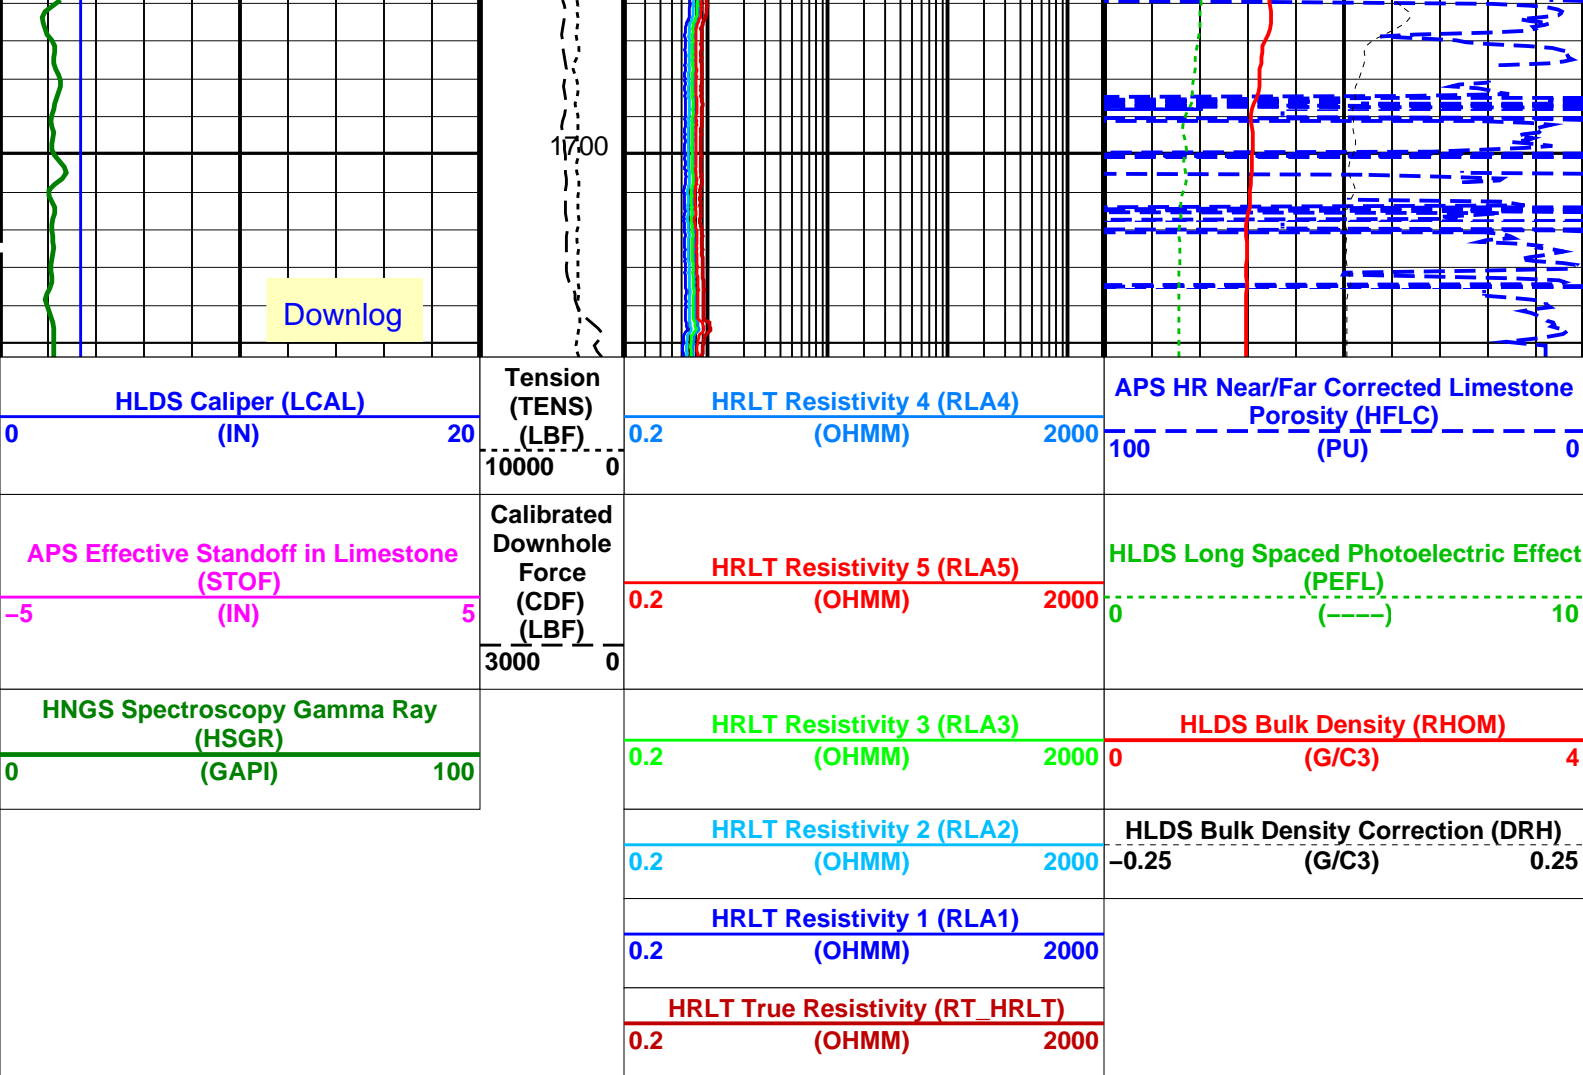 1700
Downlog
HLDS Caliper (LCAL)
0 (IN) 20
APS Effective Standoff in Limestone
(STOF)
−5 (IN) 5
HNGS Spectroscopy Gamma Ray
(HSGR)
0 (GAPI) 100
Tension
(TENS)
(LBF)
10000 0
Calibrated
Downhole
Force
(CDF)
(LBF)
3000 0
HRLT Resistivity 4 (RLA4)
0.2 (OHMM) 2000
HRLT Resistivity 5 (RLA5)
0.2 (OHMM) 2000
HRLT Resistivity 3 (RLA3)
0.2 (OHMM) 2000
HRLT Resistivity 2 (RLA2)
0.2 (OHMM) 2000
HRLT Resistivity 1 (RLA1)
0.2 (OHMM) 2000
HRLT True Resistivity (RT_HRLT)
0.2 (OHMM) 2000
APS HR Near/Far Corrected Limestone
Porosity (HFLC)
100 (PU) 0
HLDS Long Spaced Photoelectric Effect
(PEFL)
0 (−−−−) 10
HLDS Bulk Density (RHOM)
0 (G/C3) 4
HLDS Bulk Density Correction (DRH)
−0.25 (G/C3) 0.25